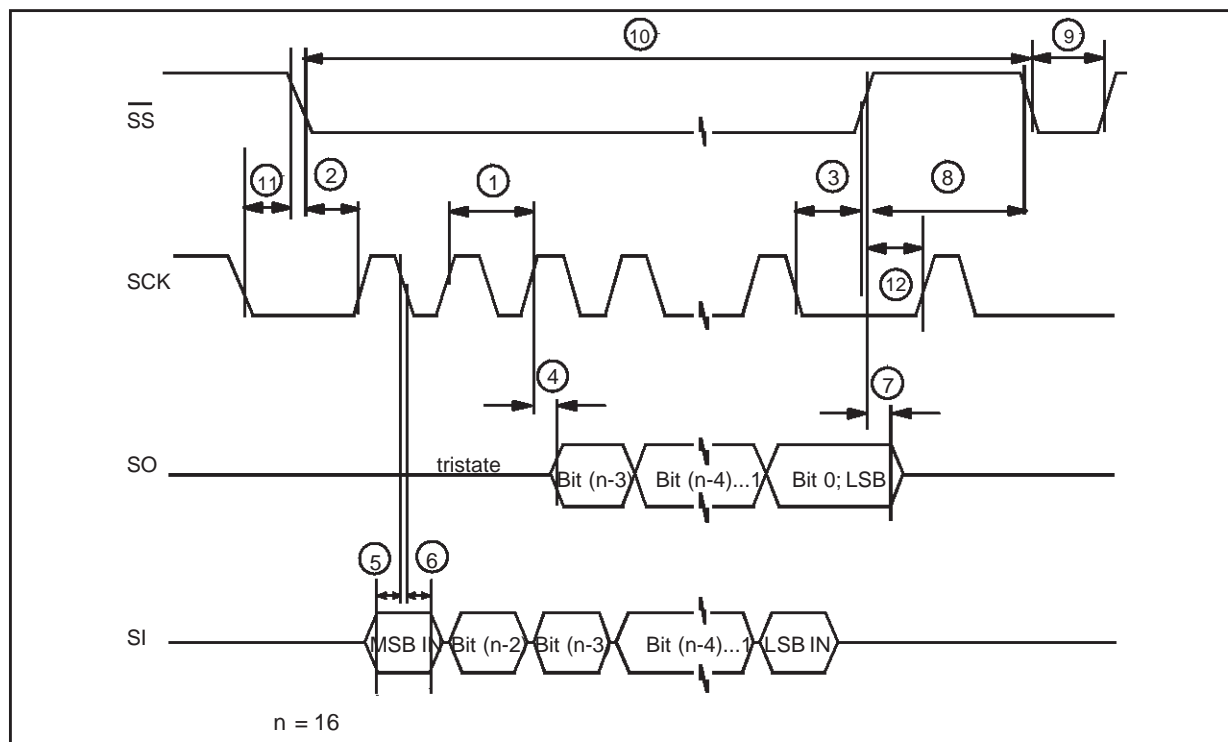 10
9
SS
11
2
1
3
8
SCK
12
4
7
SO
tristate
Bit (n-3)
Bit (n-4)...1
Bit 0; LSB
5
6
SI
MSB IN
Bit (n-2)
Bit (n-3)
Bit (n-4)...1
LSB IN
n = 16